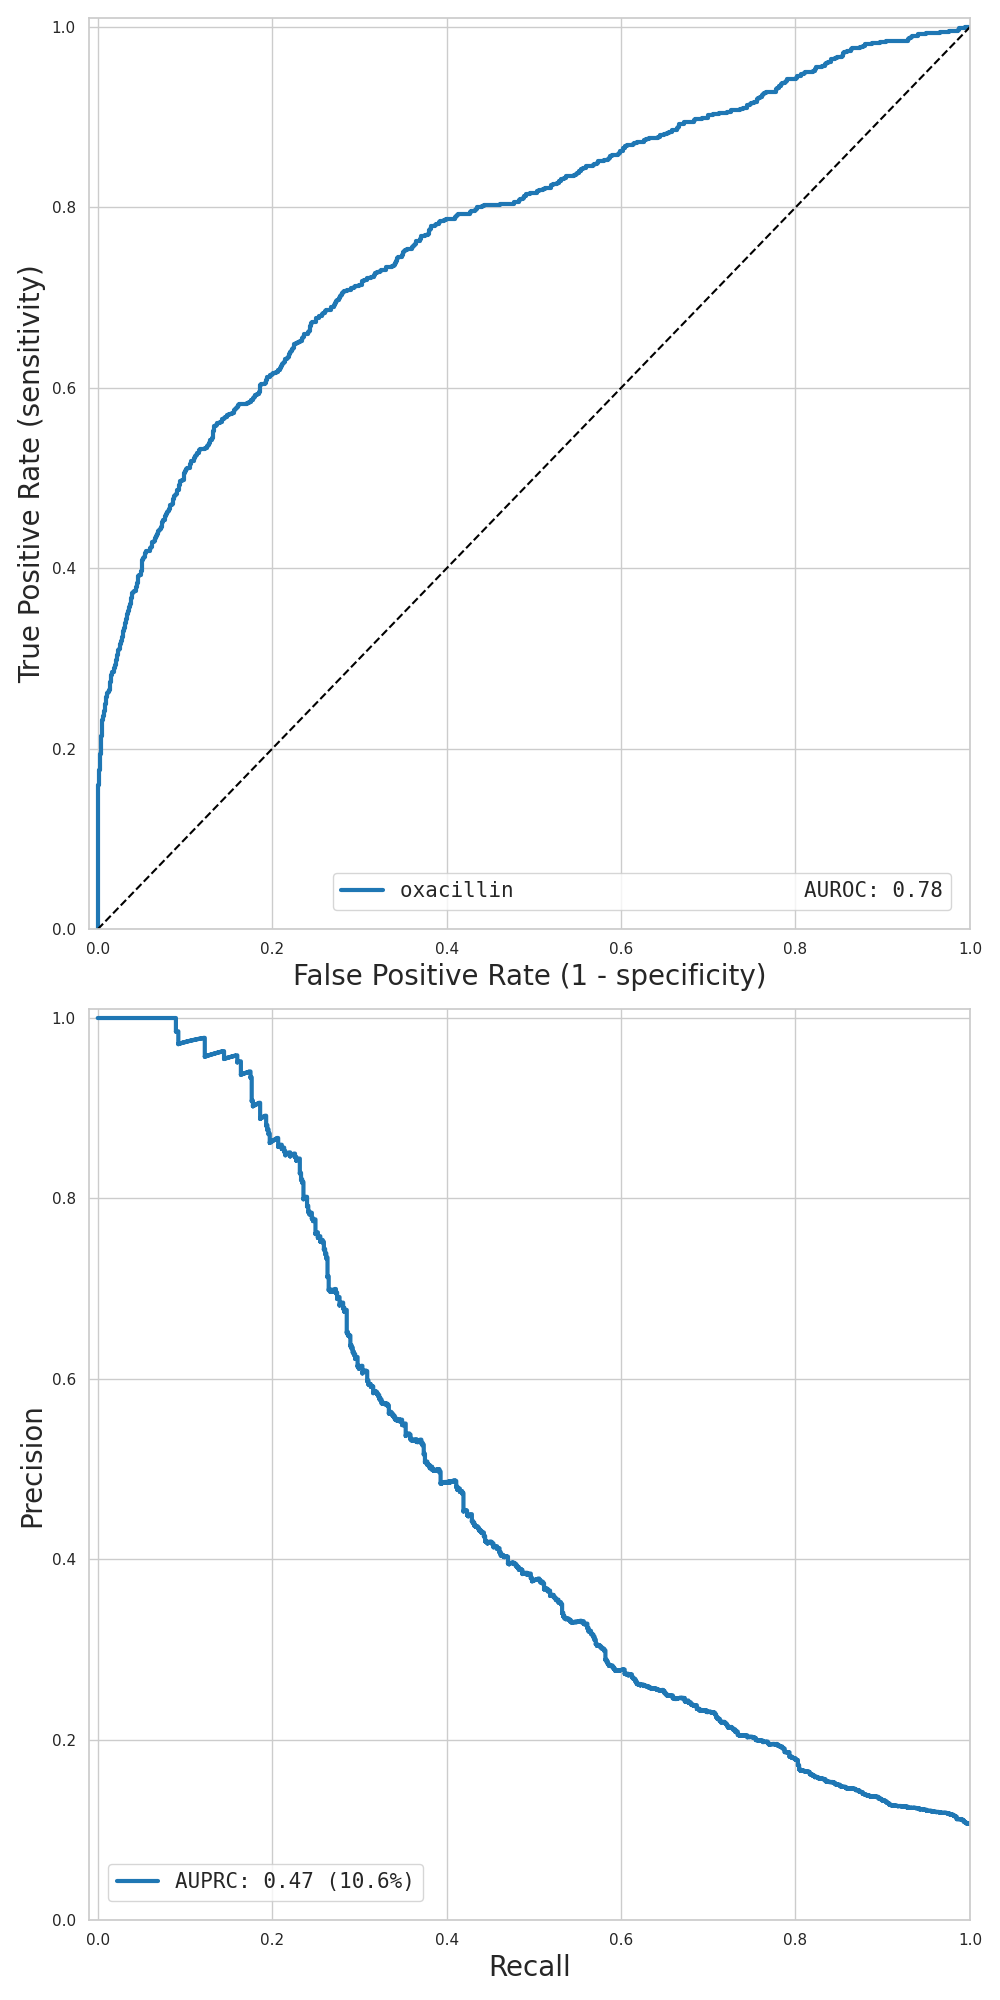 1.0
0.8
0.6
0.4
0.2
0.0
True Positive Rate (sensitivity)
oxacillin AUROC: 0.78
0.0 0.2 0.4 0.6 0.8 1.0
False Positive Rate (1 - specificity)
1.0
0.8
0.6
0.4
0.2
0.0
Precision
AUPRC: 0.47 (10.6%)
0.0 0.2 0.4 0.6 0.8 1.0
Recall